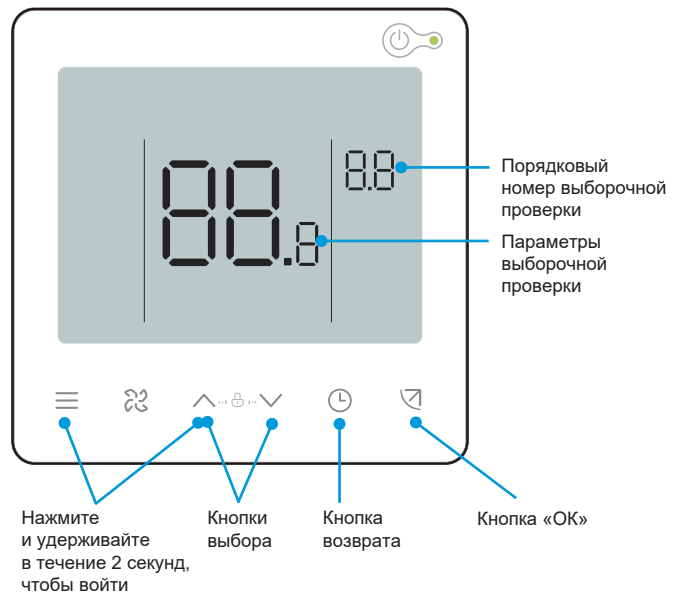 88.8
8.8
Порядковый
номер выборочной
проверки
Параметры
выборочной
проверки
Нажмите
и удерживайте
в течение 2 секунд,
чтобы войти
Кнопки
выбора
Кнопка
возврата
Кнопка «ОК»